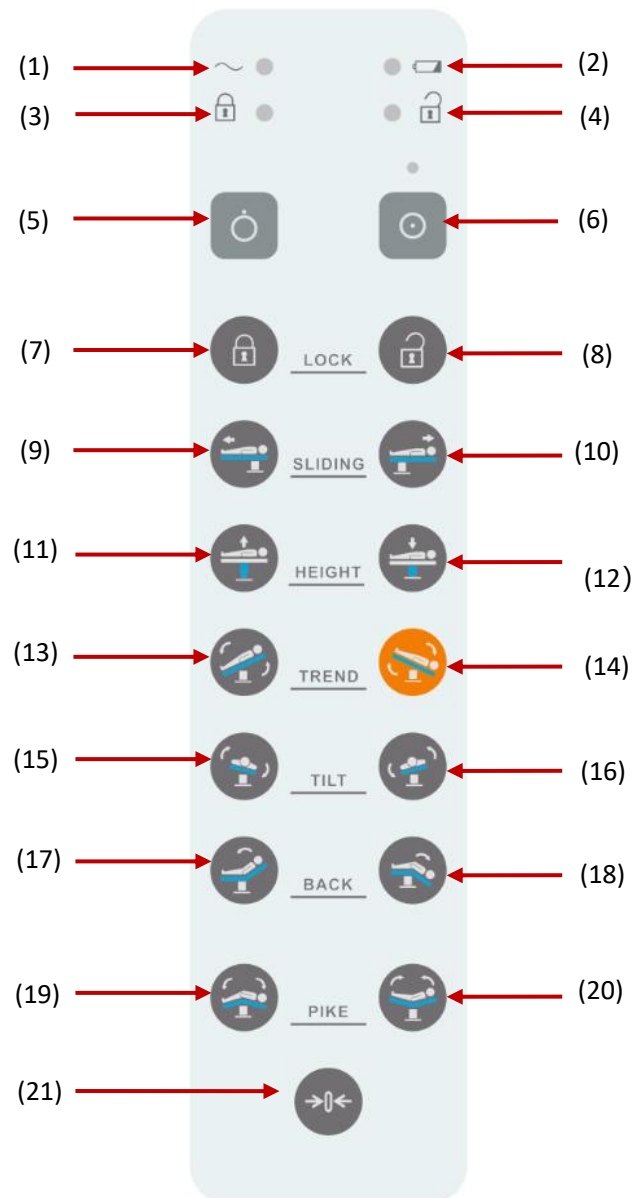 (1) (2)
(3) (4)
(5) (6)
(7) LOCK (8)
(9) SLIDING (10)
(11) HEIGHT (12)
(13) TREND (14)
(15) TILT (16)
(17) BACK (18)
(19) PIKE (20)
(21)